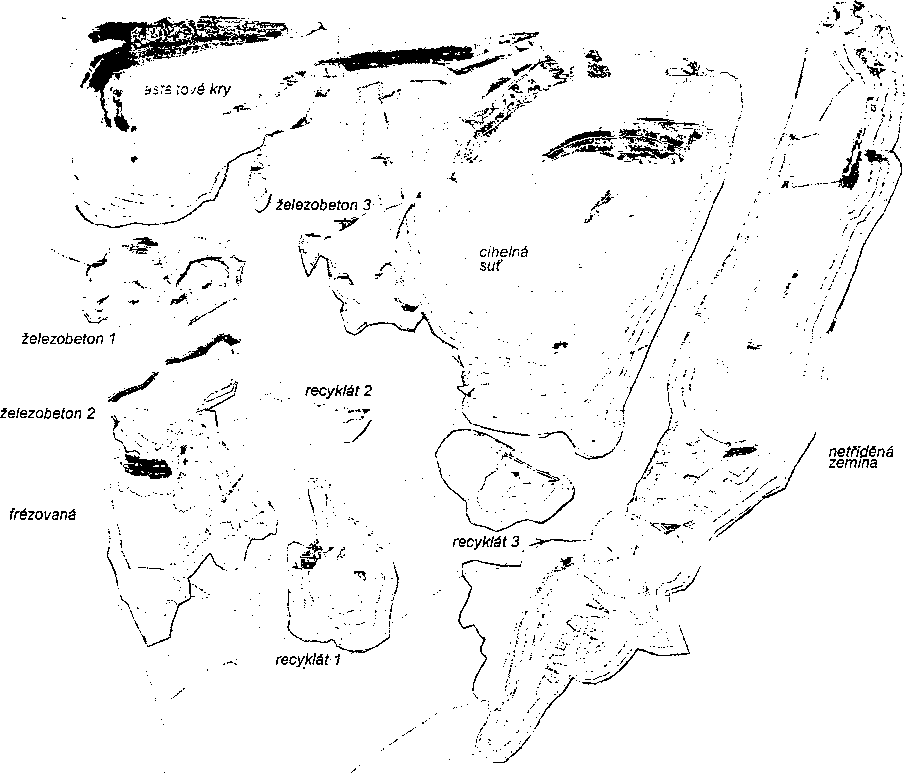 kry
železobeton 3
cihelná
suť
železobeton 1
recyklát 2
železobeton 2
netříděná
zemina
frézovaná
recyklát 3
recyklát 1